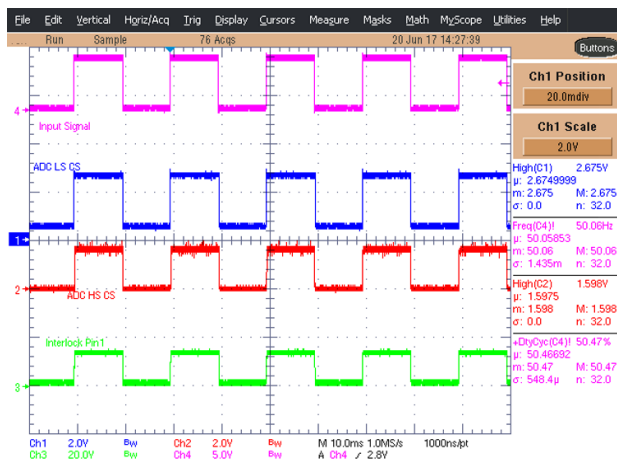 File Edit Vertical Horiz/Acq Trig Display Cursors Measure Masks Math MyScope Utilities Help
Run Sample 76 Acqs 20 Jun 17 14:27:39
Buttons
Ch1 Position
20.0mdiv
Ch1 Scale
2.0V
4
Input Signal
ADC LS CS
1
2
ADC HS CS
Interlock Pin1
3
High(C1) 2.675V
µ: 2.6749999
m: 2.675 M: 2.675
σ: 0.0 n: 32.0
Freq(C4)! 50.06Hz
µ: 50.05853
m: 50.06 M: 50.06
σ: 1.435m n: 32.0
High(C2) 1.598V
µ: 1.5975
m: 1.598 M: 1.598
σ: 0.0 n: 32.0
+DtyCyc(C4)! 50.47%
µ: 50.46692
m: 50.47 M: 50.47
σ: 548.4µ n: 32.0
Ch1 2.0V Bw Ch2 2.0V Bw M 10.0ms 1.0MS/s 1000ns/pt
Ch3 20.0V Bw Ch4 5.0V Bw A Ch4 / 2.8V